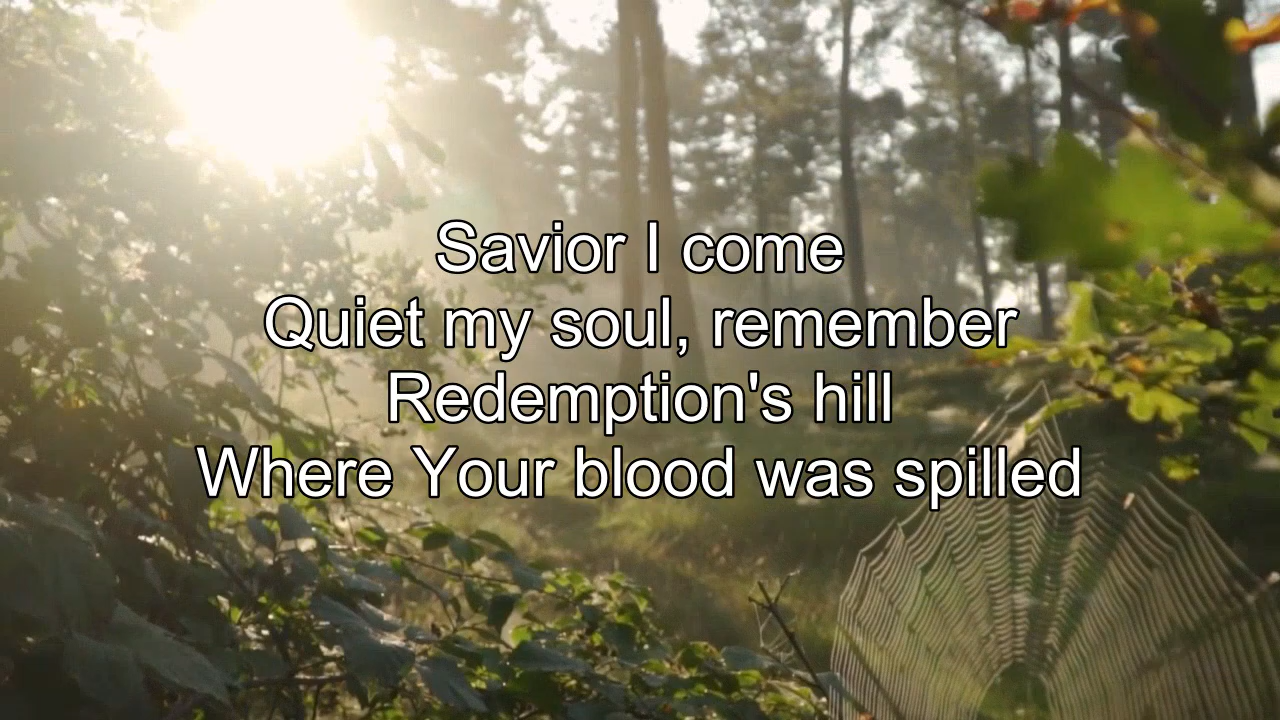 Savior I come
Quiet my soul, remember
Redemption's hill
Where Your blood was spilled